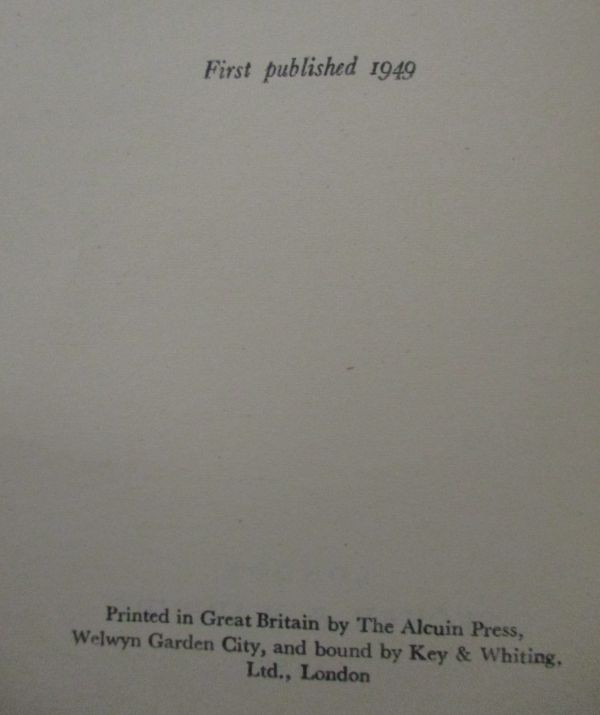 First published 1949
Printed in Great Britain by The Alcuin Press,
Welwyn Garden City, and bound by Key & Whiting,
Ltd., London